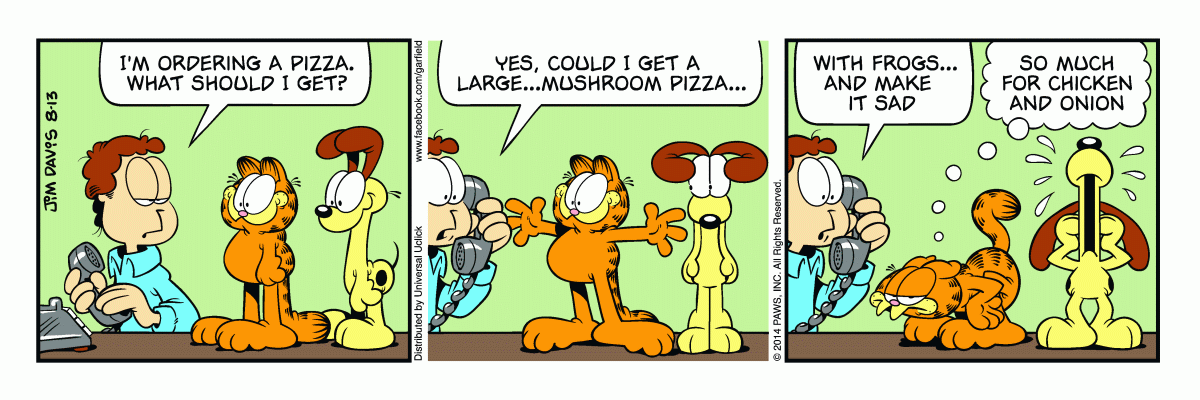 I'M ORDERING A PIZZA.
WHAT SHOULD I GET?
JIM DAVIS 8-13
www.facebook.com/garfield
Distributed by Universal Uclick
YES, COULD I GET A
LARGE...MUSHROOM PIZZA...
© 2014 PAWS, INC. All Rights Reserved.
WITH FROGS...
AND MAKE
IT SAD
SO MUCH
FOR CHICKEN
AND ONION